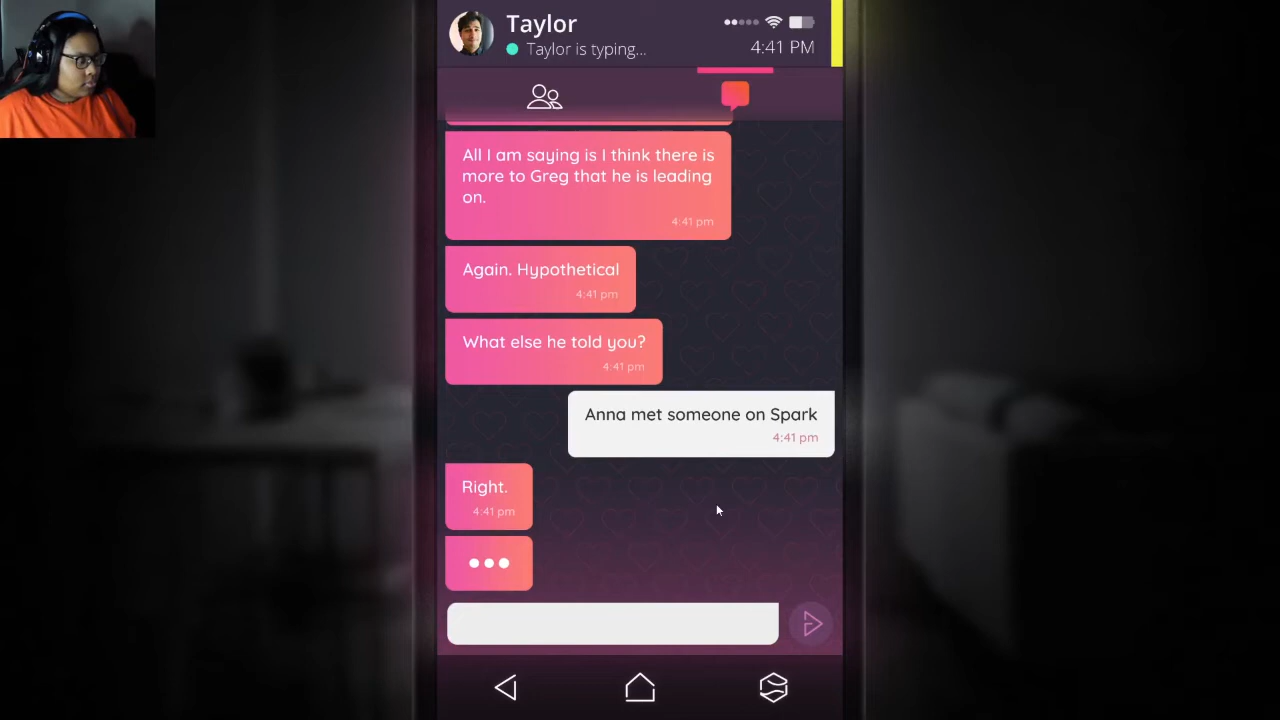 Taylor
Taylor is typing...
4:41 PM
All I am saying is I think there is
more to Greg that he is leading
on.
4:41 pm
Again. Hypothetical
4:41 pm
What else he told you?
4:41 pm
Anna met someone on Spark
4:41 pm
Right.
4:41 pm